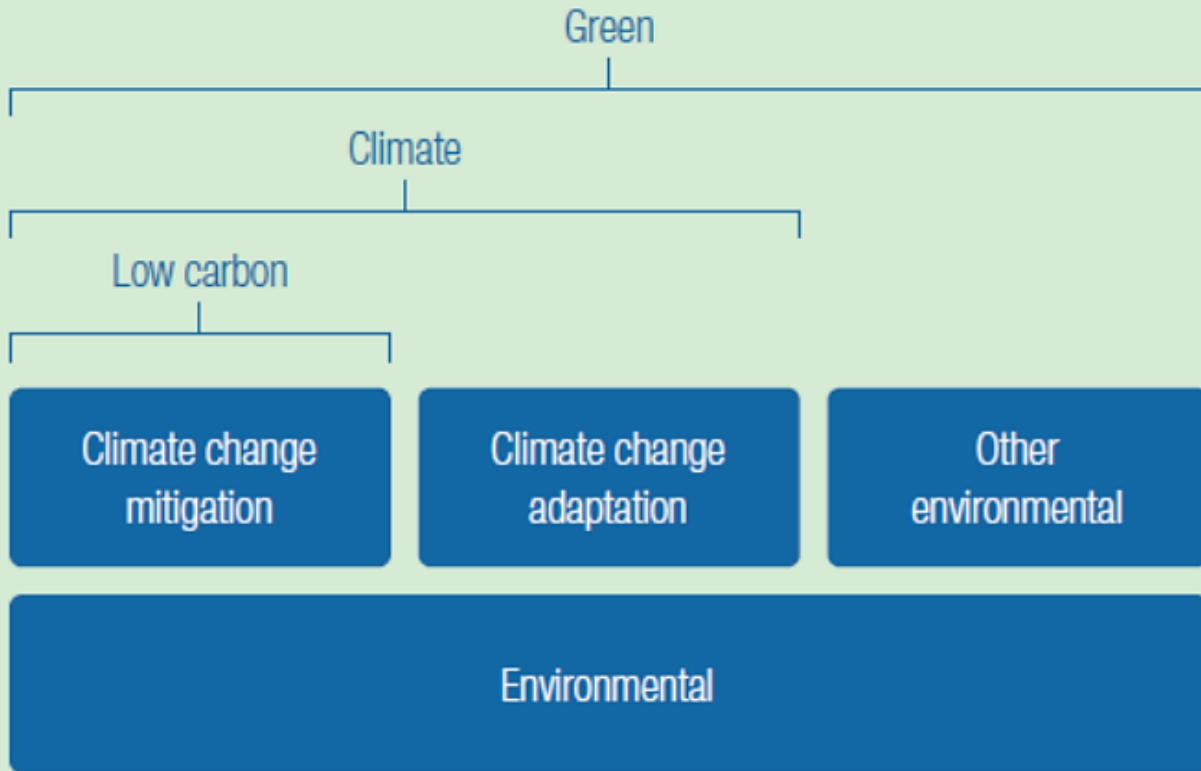 Green
Climate
Low carbon
Climate change
mitigation
Climate change
adaptation
Other
environmental
Environmental